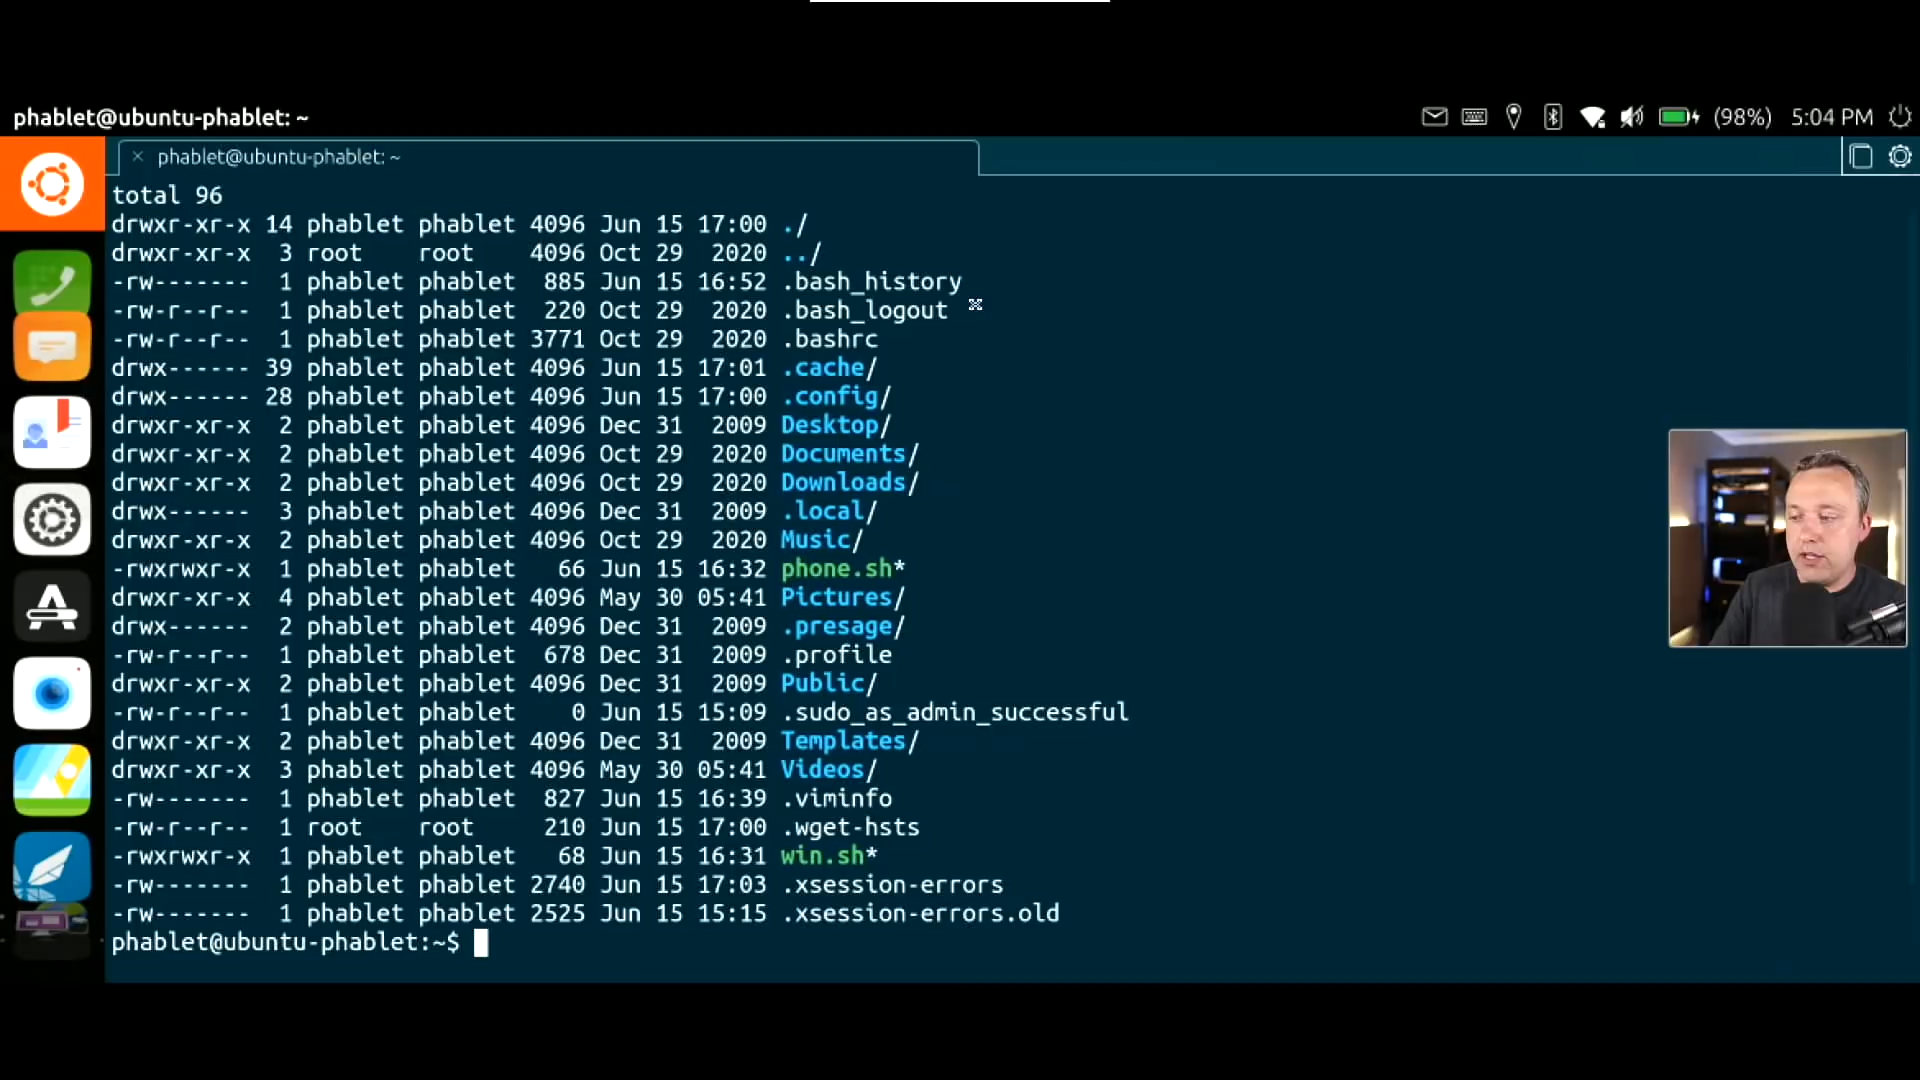 phablet@ubuntu-phablet: ~
(98%) 5:04 PM
× phablet@ubuntu-phablet: ~
total 96
drwxr-xr-x 14 phablet phablet 4096 Jun 15 17:00 ./
drwxr-xr-x  3 root    root    4096 Oct 29  2020 ../
-rw-------  1 phablet phablet  885 Jun 15 16:52 .bash_history
-rw-r--r--  1 phablet phablet  220 Oct 29  2020 .bash_logout
-rw-r--r--  1 phablet phablet 3771 Oct 29  2020 .bashrc
drwx------ 39 phablet phablet 4096 Jun 15 17:01 .cache/
drwx------ 28 phablet phablet 4096 Jun 15 17:00 .config/
drwxr-xr-x  2 phablet phablet 4096 Dec 31  2009 Desktop/
drwxr-xr-x  2 phablet phablet 4096 Oct 29  2020 Documents/
drwxr-xr-x  2 phablet phablet 4096 Oct 29  2020 Downloads/
drwx------  3 phablet phablet 4096 Dec 31  2009 .local/
drwxr-xr-x  2 phablet phablet 4096 Oct 29  2020 Music/
-rwxrwxr-x  1 phablet phablet   66 Jun 15 16:32 phone.sh*
drwxr-xr-x  4 phablet phablet 4096 May 30 05:41 Pictures/
drwx------  2 phablet phablet 4096 Dec 31  2009 .presage/
-rw-r--r--  1 phablet phablet  678 Dec 31  2009 .profile
drwxr-xr-x  2 phablet phablet 4096 Dec 31  2009 Public/
-rw-r--r--  1 phablet phablet    0 Jun 15 15:09 .sudo_as_admin_successful
drwxr-xr-x  2 phablet phablet 4096 Dec 31  2009 Templates/
drwxr-xr-x  3 phablet phablet 4096 May 30 05:41 Videos/
-rw-------  1 phablet phablet  827 Jun 15 16:39 .viminfo
-rw-r--r--  1 root    root     210 Jun 15 17:00 .wget-hsts
-rwxrwxr-x  1 phablet phablet   68 Jun 15 16:31 win.sh*
-rw-------  1 phablet phablet 2740 Jun 15 17:03 .xsession-errors
-rw-------  1 phablet phablet 2525 Jun 15 15:15 .xsession-errors.old
phablet@ubuntu-phablet:~$